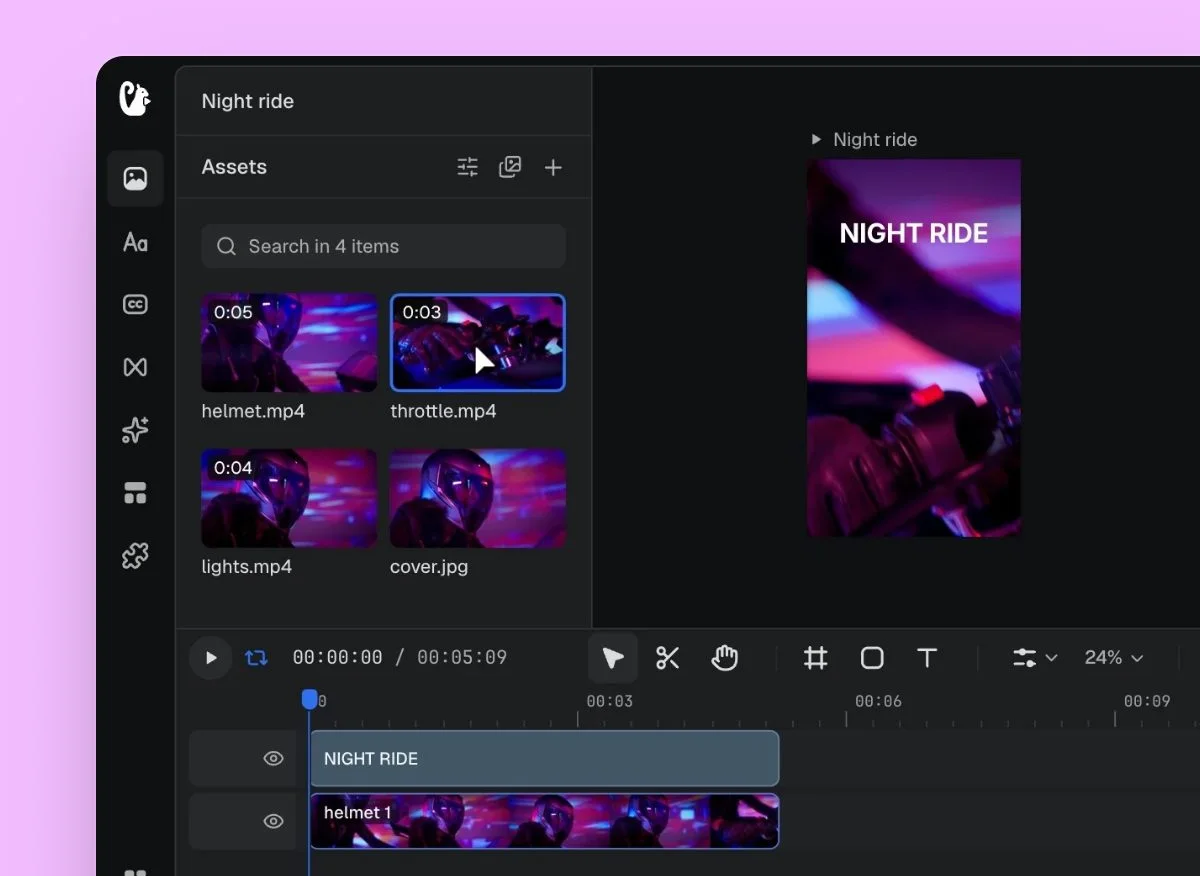 Night ride
Assets
Search in 4 items
0:05
0:03
helmet.mp4
throttle.mp4
0:04
lights.mp4
cover.jpg
Night ride
NIGHT RIDE
Aa
CC
00:00:00 / 00:05:09
T
24%
0
00:03
00:06
00:09
NIGHT RIDE
helmet 1